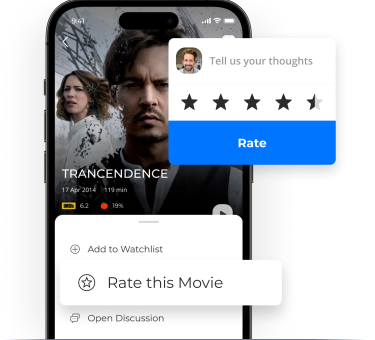 9:41
Tell us your thoughts
Rate
TRANCENDENCE
17 Apr 2014 119 min
IMDb 6.2 19%
Add to Watchlist
Rate this Movie
Open Discussion